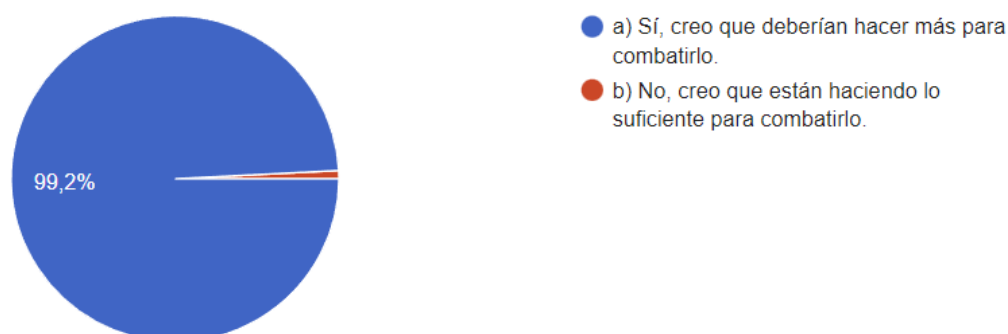 99,2%
a) Sí, creo que deberían hacer más para
combatirlo.
b) No, creo que están haciendo lo
suficiente para combatirlo.